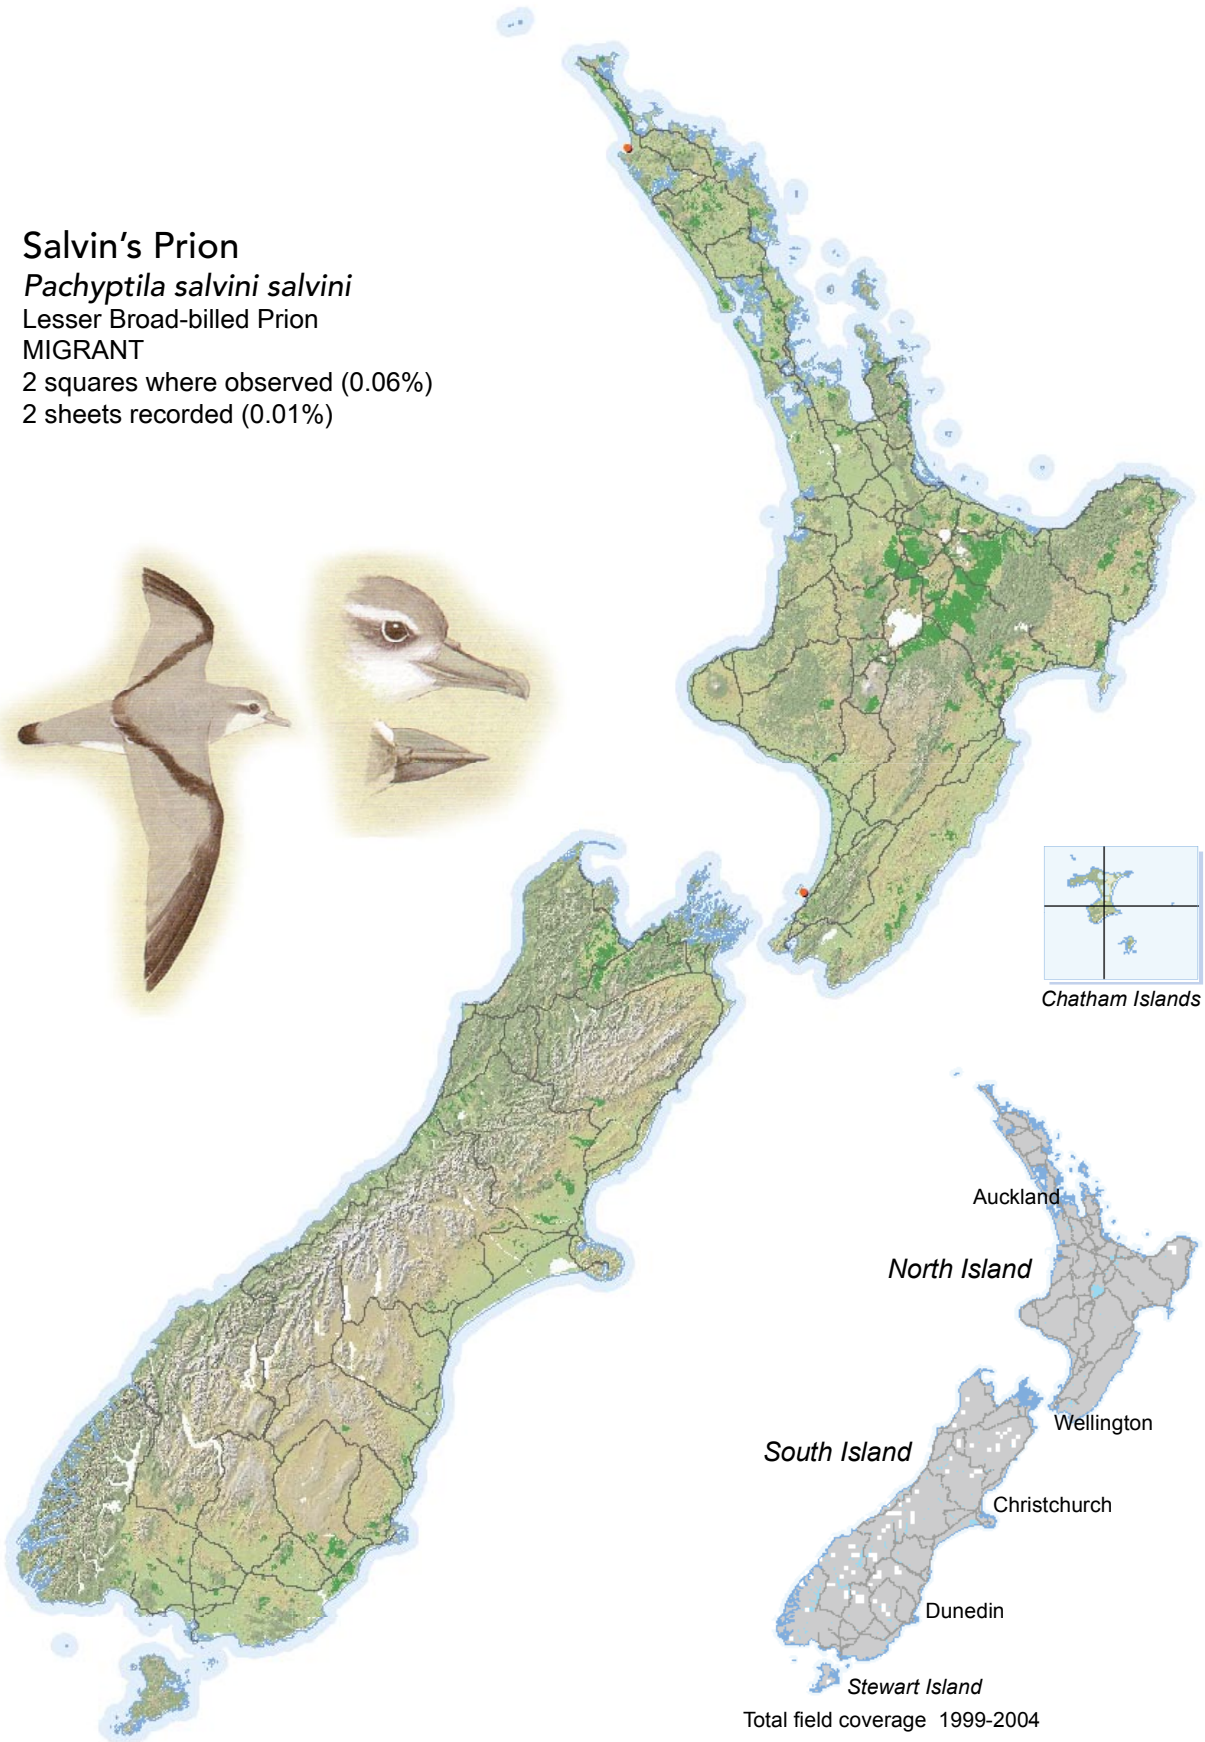 Salvin's Prion
Pachyptila salvini salvini
Lesser Broad-billed Prion
MIGRANT
2 squares where observed (0.06%)
2 sheets recorded (0.01%)
Chatham Islands
Auckland
North Island
Wellington
South Island
Christchurch
Dunedin
Stewart Island
Total field coverage 1999-2004